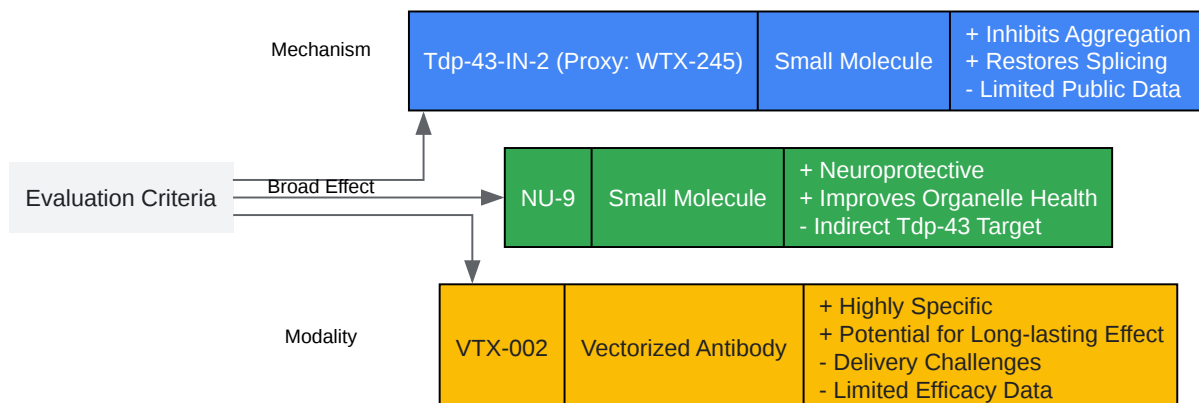 Mechanism
Tdp-43-IN-2 (Proxy: WTX-245)
Small Molecule
+ Inhibits Aggregation
+ Restores Splicing
- Limited Public Data
Evaluation Criteria
Broad Effect
NU-9
Small Molecule
+ Neuroprotective
+ Improves Organelle Health
- Indirect Tdp-43 Target
Modality
VTX-002
Vectorized Antibody
+ Highly Specific
+ Potential for Long-lasting Effect
- Delivery Challenges
- Limited Efficacy Data